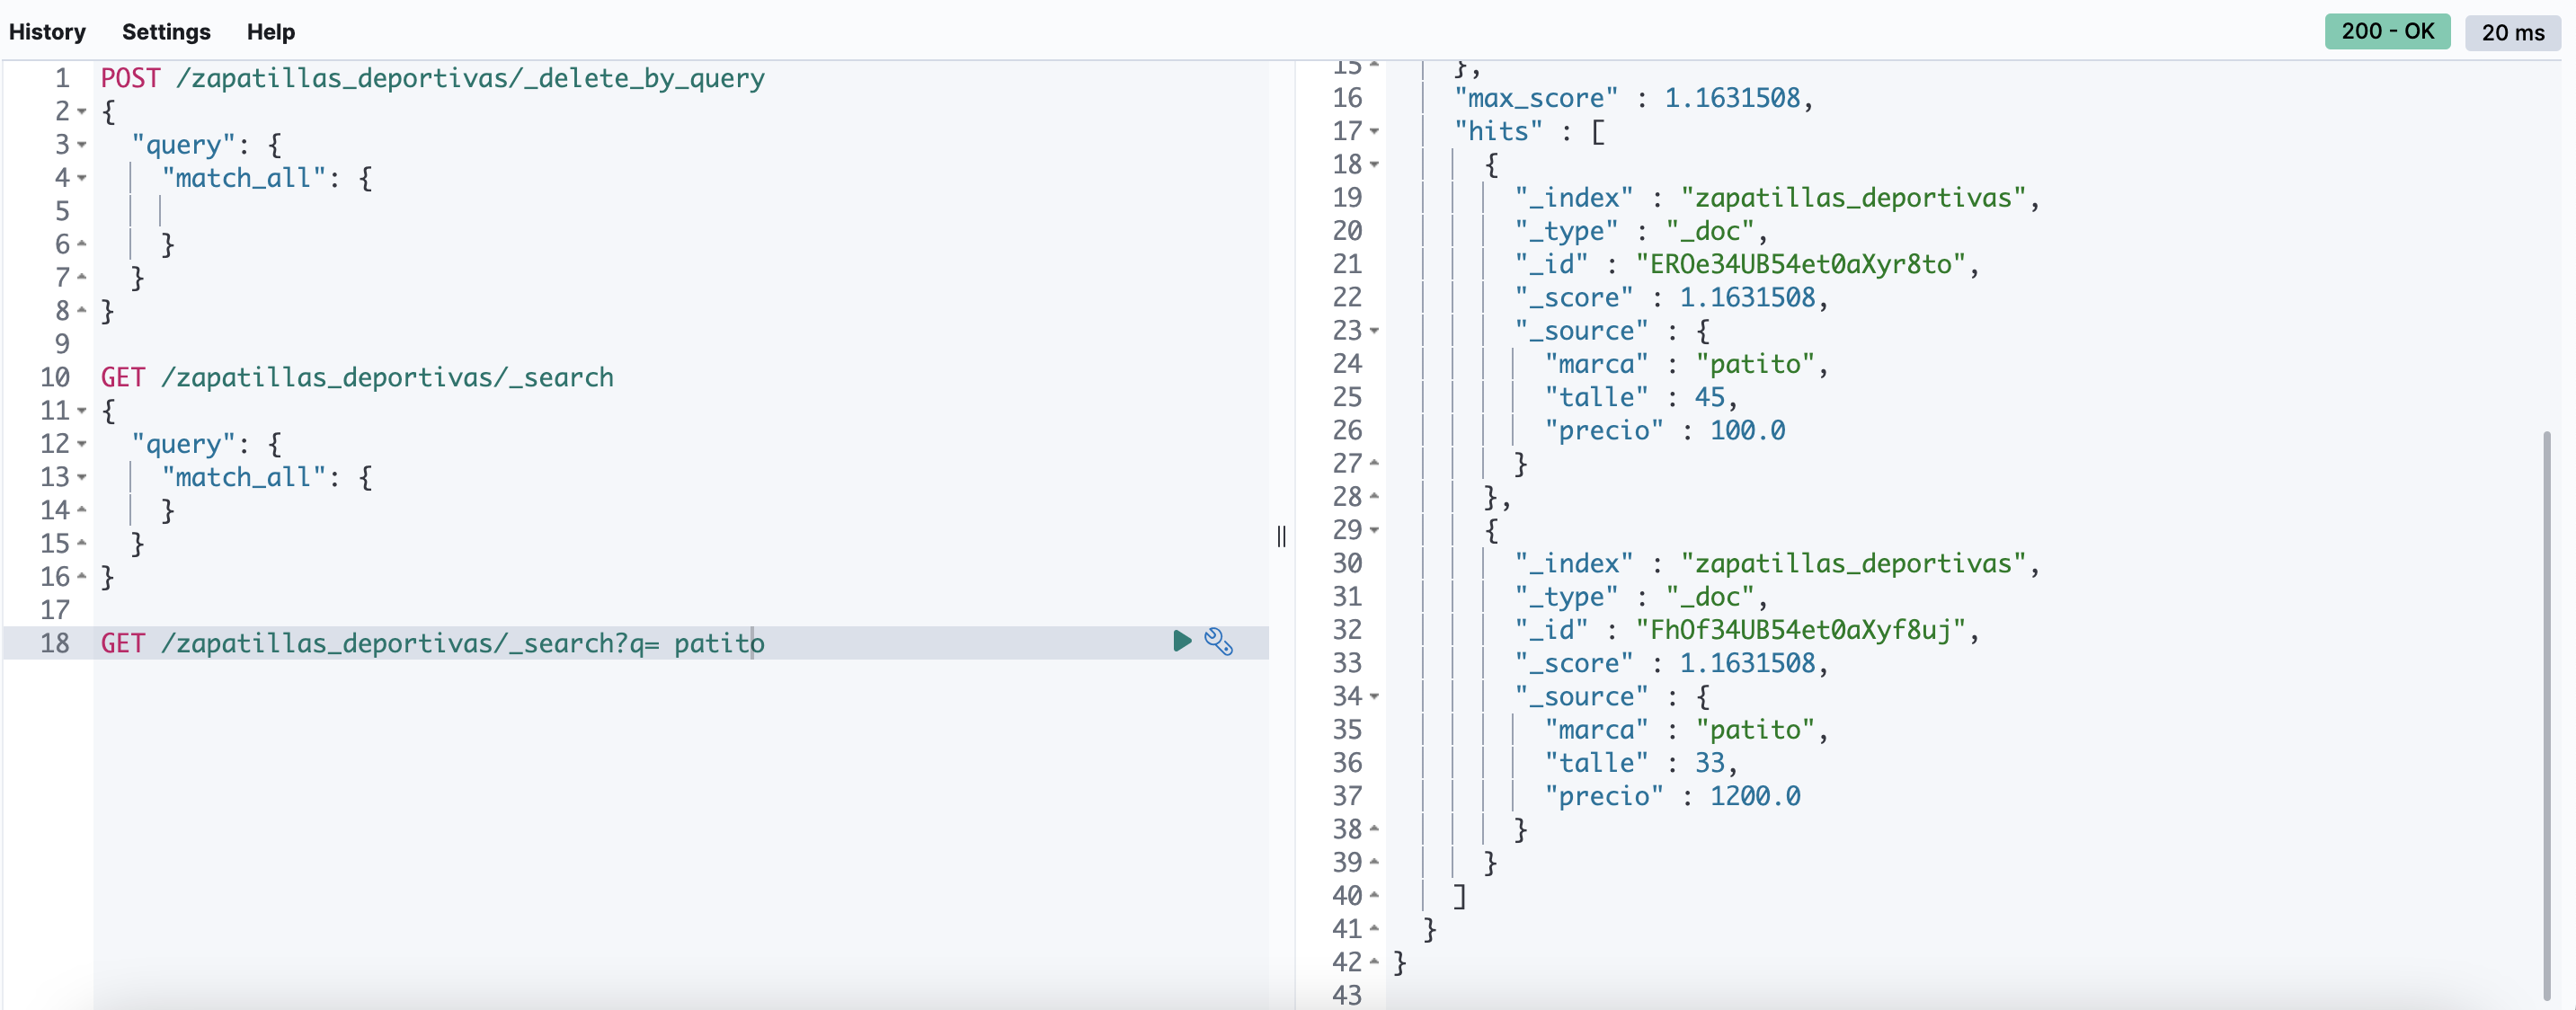 History Settings Help 200 - OK 20 ms
1 POST /zapatillas_deportivas/_delete_by_query
2 {
3 "query": {
4 "match_all": {
5
6 }
7 }
8 }
9
10 GET /zapatillas_deportivas/_search
11 {
12 "query": {
13 "match_all": {
14 }
15 }
16 }
17
18 GET /zapatillas_deportivas/_search?q= patito
15 },
16 "max_score" : 1.1631508,
17 "hits" : [
18 {
19 "_index" : "zapatillas_deportivas",
20 "_type" : "_doc",
21 "_id" : "EROe34UB54et0aXyr8to",
22 "_score" : 1.1631508,
23 "_source" : {
24 "marca" : "patito",
25 "talle" : 45,
26 "precio" : 100.0
27 }
28 },
29 {
30 "_index" : "zapatillas_deportivas",
31 "_type" : "_doc",
32 "_id" : "FhOf34UB54et0aXyf8uj",
33 "_score" : 1.1631508,
34 "_source" : {
35 "marca" : "patito",
36 "talle" : 33,
37 "precio" : 1200.0
38 }
39 }
40 ]
41 }
42 }
43